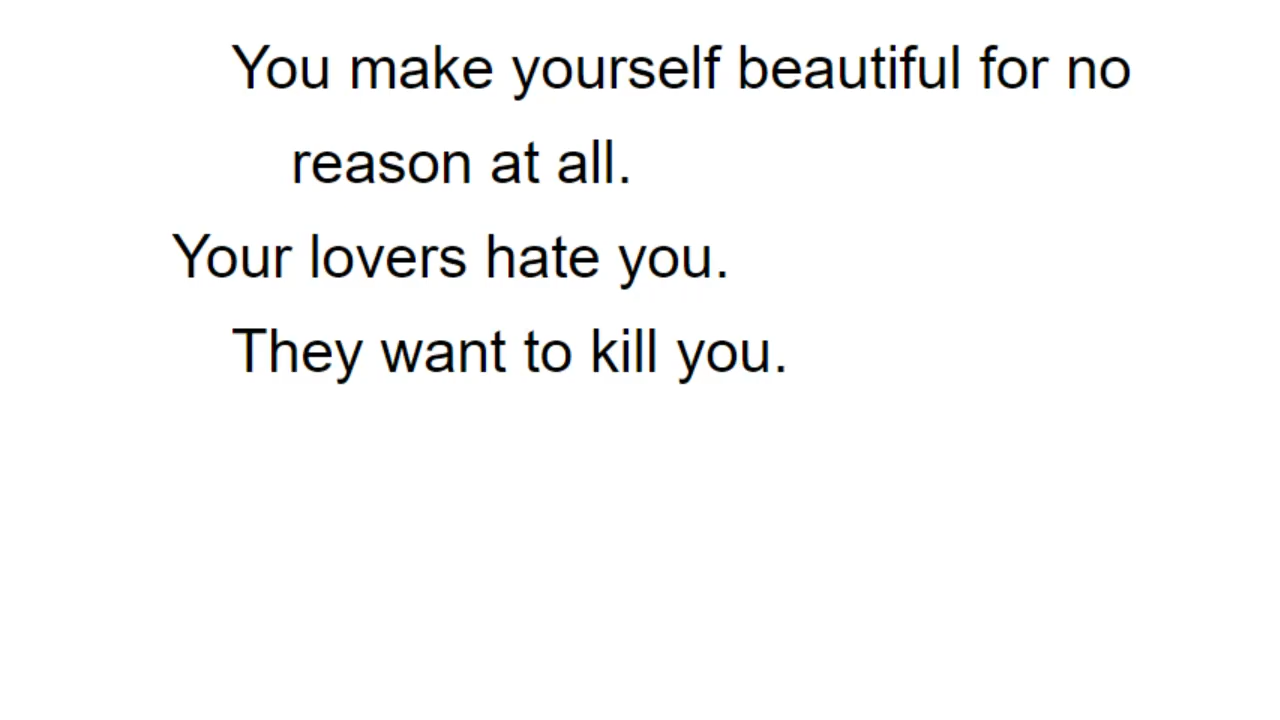 You make yourself beautiful for no
reason at all.
Your lovers hate you.
They want to kill you.